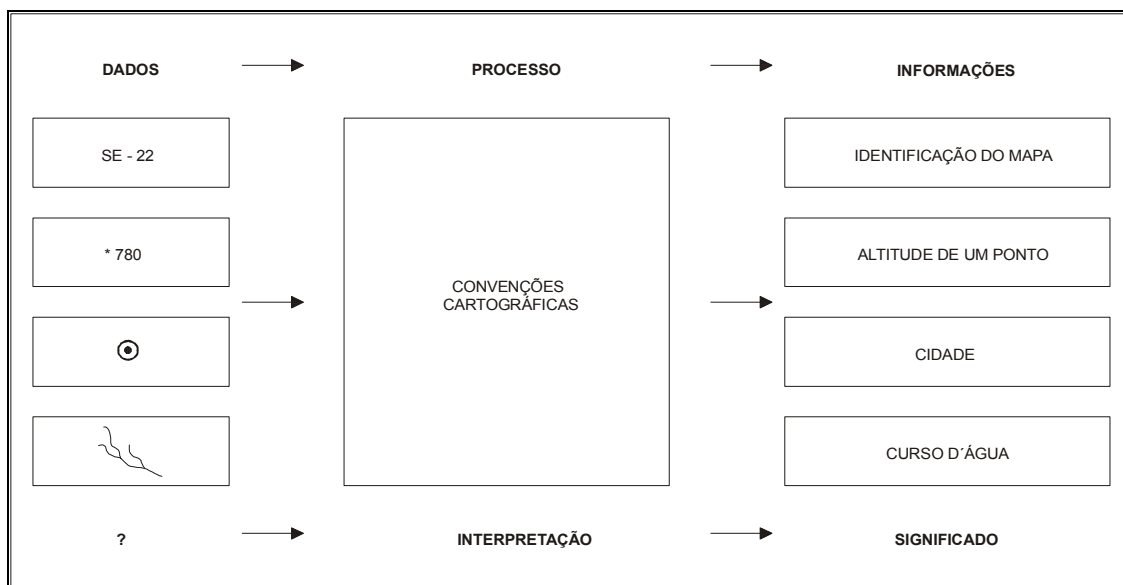 DADOS
PROCESSO
INFORMAÇÕES
SE - 22
IDENTIFICAÇÃO DO MAPA
* 780
ALTITUDE DE UM PONTO
CONVENÇÕES
CARTOGRÁFICAS
CIDADE
CURSO D´ÁGUA
?
INTERPRETAÇÃO
SIGNIFICADO